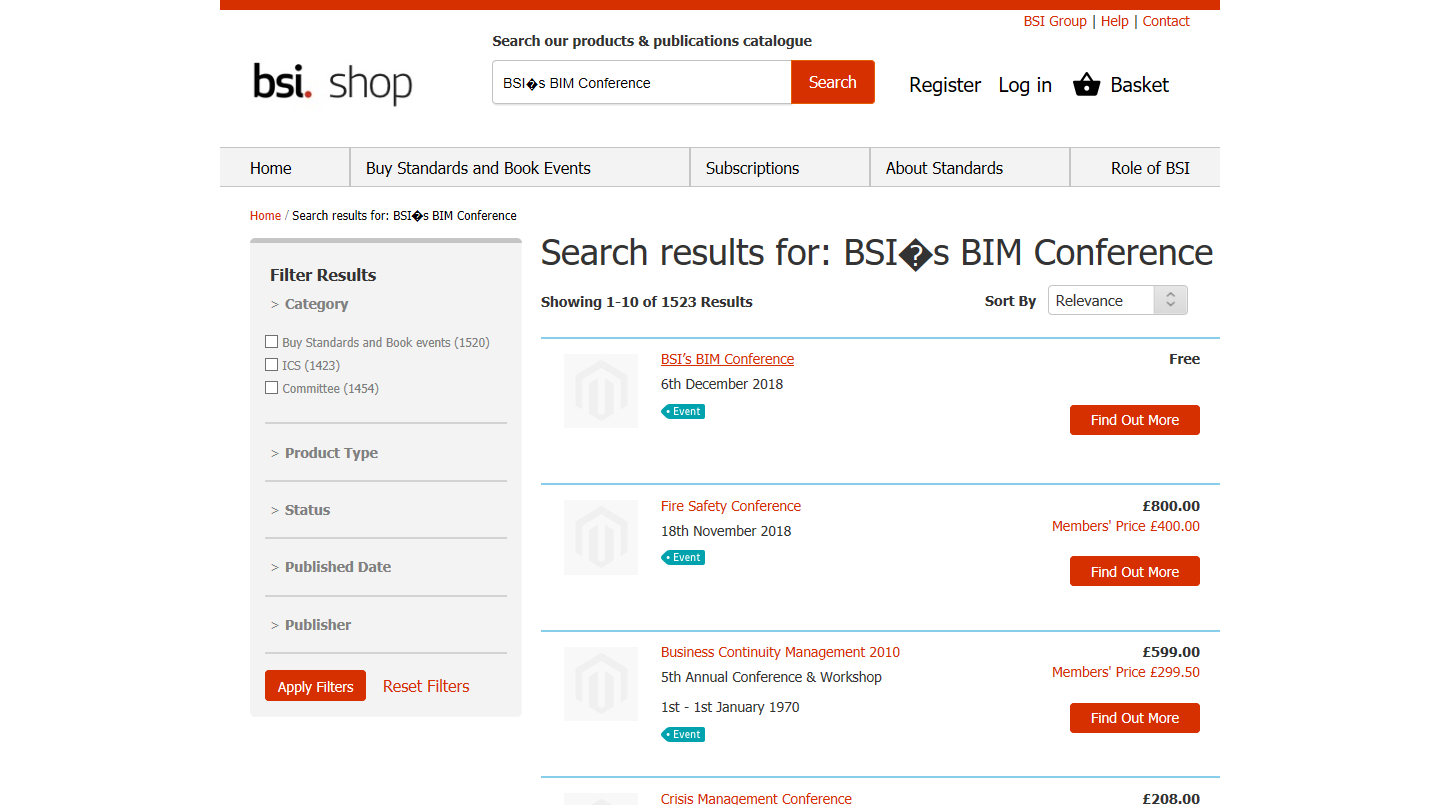 BSI Group | Help | Contact
Search our products & publications catalogue
bsi. shop
BSI�s BIM Conference
Search
Register
Log in
Basket
Home
Buy Standards and Book Events
Subscriptions
About Standards
Role of BSI
Home / Search results for: BSI�s BIM Conference
Filter Results
> Category
Buy Standards and Book events (1520)
ICS (1423)
Committee (1454)
> Product Type
> Status
> Published Date
> Publisher
Apply Filters
Reset Filters
Search results for: BSI�s BIM Conference
Showing 1-10 of 1523 Results
Sort By
Relevance
BSI’s BIM Conference
Free
6th December 2018
• Event
Find Out More
Fire Safety Conference
£800.00
Members' Price £400.00
18th November 2018
• Event
Find Out More
Business Continuity Management 2010
£599.00
Members' Price £299.50
5th Annual Conference & Workshop
1st - 1st January 1970
• Event
Find Out More
Crisis Management Conference
£208.00